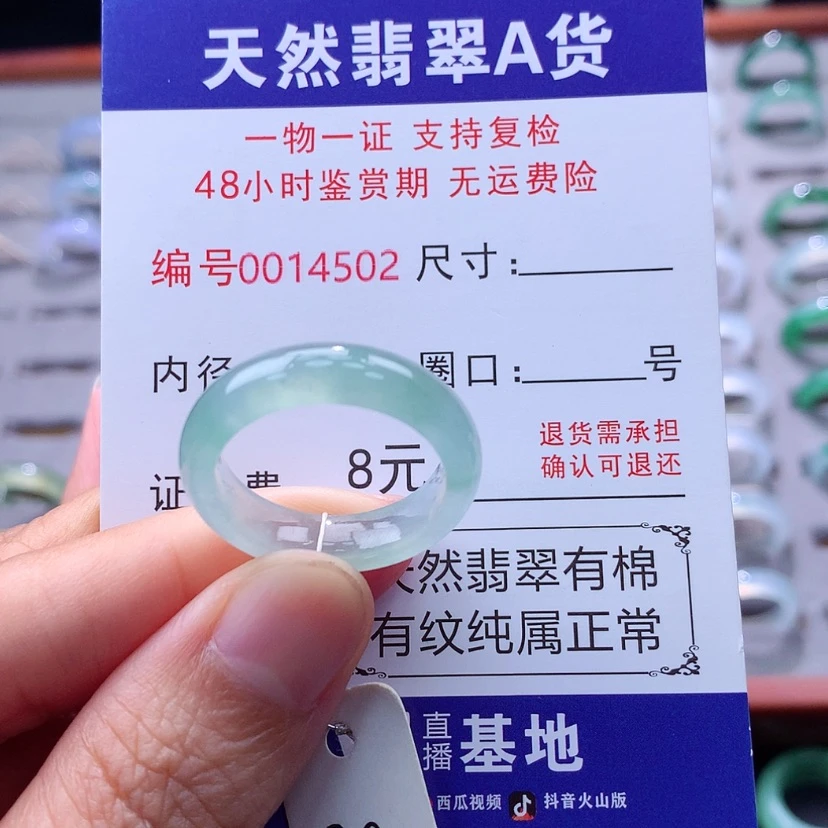 天然翡翠A货
一物一证 支持复检
48小时鉴赏期 无运费险
编号0014502 尺寸:
内径 圈口: 号
退货需承担
确认可退还
证 费 8元
天然翡翠有棉
有纹纯属正常
直播基地
西瓜视频 抖音火山版